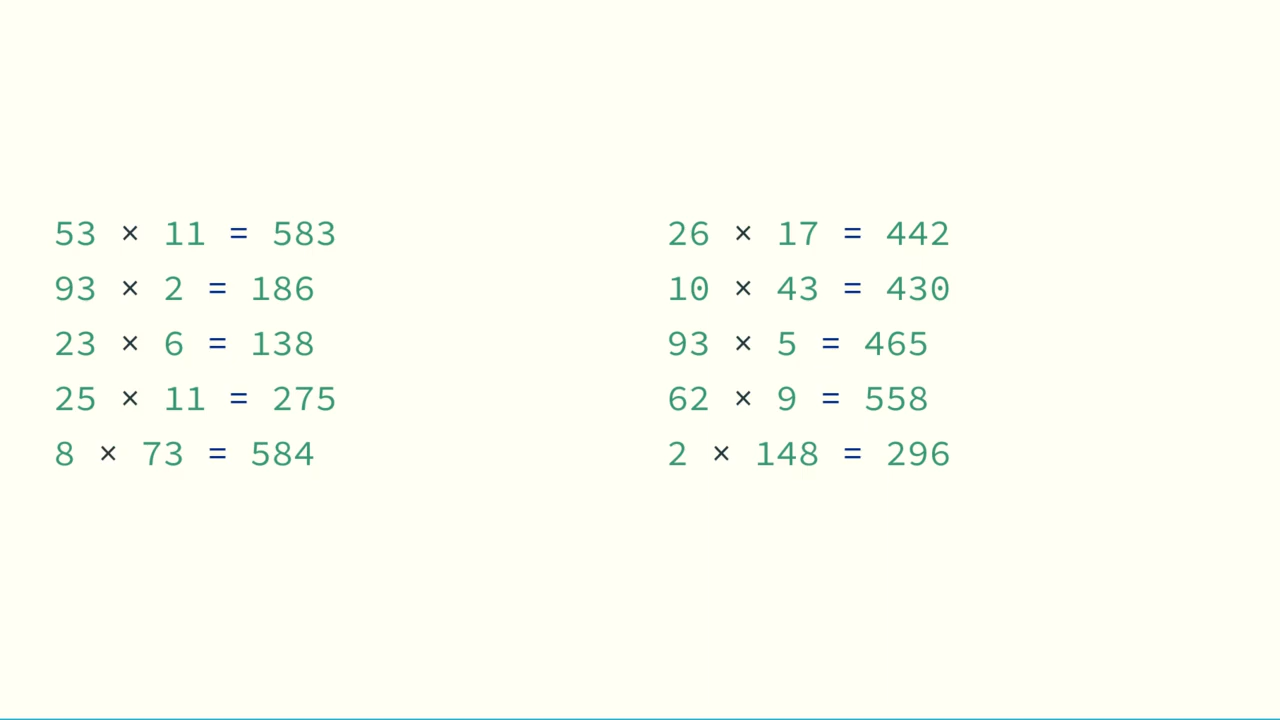 53 × 11 = 583
93 × 2 = 186
23 × 6 = 138
25 × 11 = 275
8 × 73 = 584
26 × 17 = 442
10 × 43 = 430
93 × 5 = 465
62 × 9 = 558
2 × 148 = 296